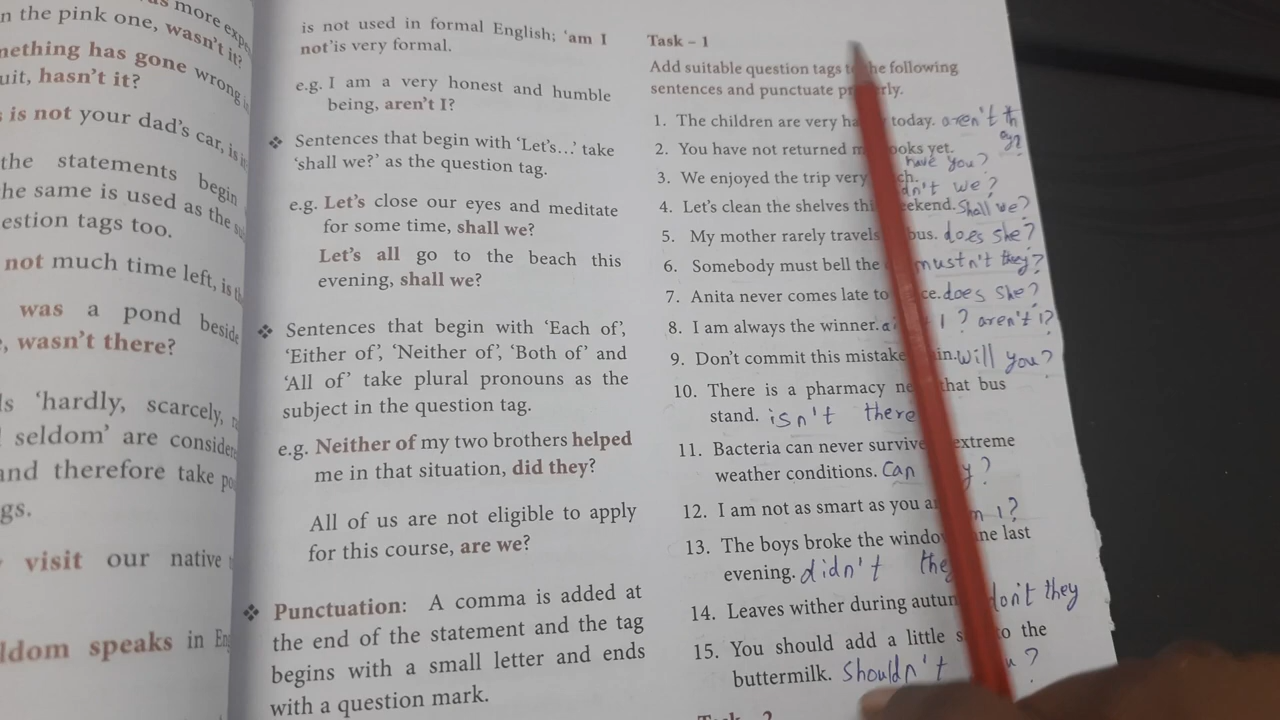 more
n the pink one, wasn't it?
has gone wrong
uit, hasn't it?
is not your dad's car,
the statements begin
he same is used as the
estion tags too.
not much time left,
was a pond beside
wasn't there?
'hardly, scarcely,
seldom' are
and therefore take
gs.
visit our native
ldom speaks in
is not used in formal English; 'am I
not' is very formal.
e.g. I am a very honest and humble
being, aren't I?
❖ Sentences that begin with 'Let's...' take
'shall we?' as the question tag.
e.g. Let's close our eyes and meditate
for some time, shall we?
Let's all go to the beach this
evening, shall we?
❖ Sentences that begin with 'Each of',
'Either of', 'Neither of', 'Both of' and
'All of' take plural pronouns as the
subject in the question tag.
e.g. Neither of my two brothers helped
me in that situation, did they?
All of us are not eligible to apply
for this course, are we?
❖ Punctuation: A comma is added at
the end of the statement and the tag
begins with a small letter and ends
with a question mark.
Task – 1
Add suitable question tags to the following
sentences and punctuate properly.
1. The children are very today. aren't
2. You have not returned yet.
have you?
3. We enjoyed the trip very
we?
4. Let's clean the shelves weekend. Shall we?
5. My mother rarely travels bus. does she?
6. Somebody must bell the mustn't they?
7. Anita never comes late to does she?
8. I am always the winner. I? aren't I?
9. Don't commit this mistake will you?
10. There is a pharmacy that bus
stand. isn't there
11. Bacteria can never survive extreme
weather conditions. Can
12. I am not as smart as you I?
13. The boys broke the last
evening. didn't
14. Leaves wither during don't they
15. You should add a little the
buttermilk. Shouldn't ?